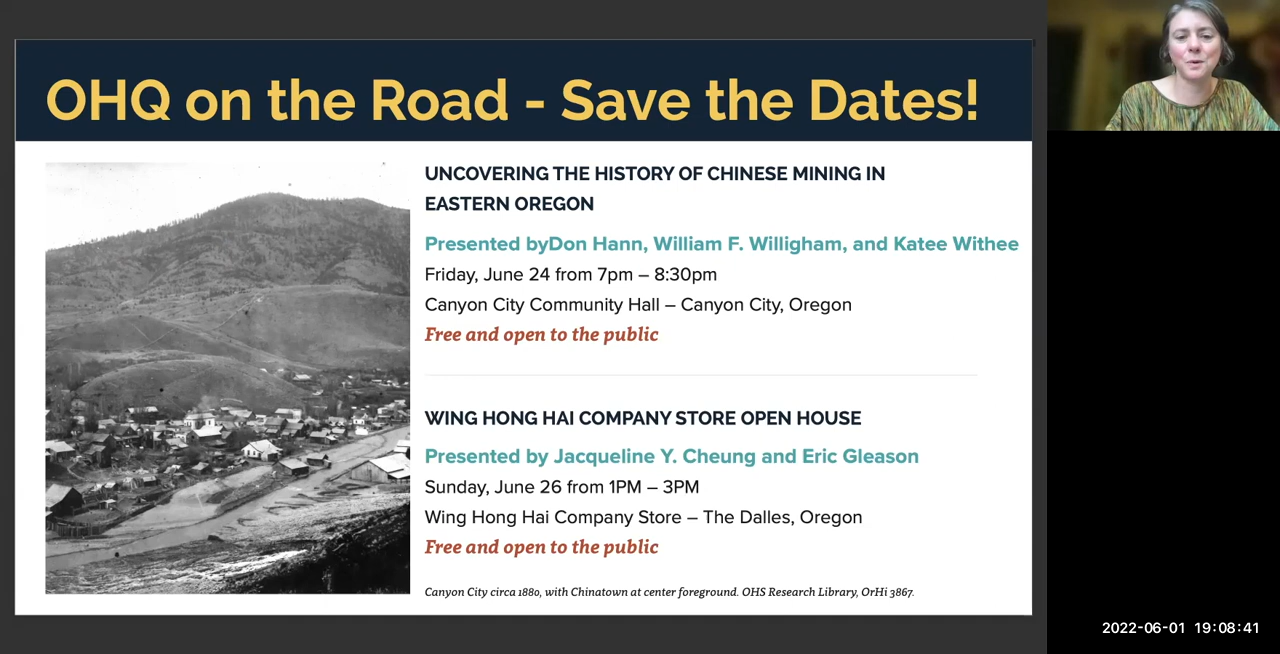 OHQ on the Road - Save the Dates!
UNCOVERING THE HISTORY OF CHINESE MINING IN
EASTERN OREGON
Presented byDon Hann, William F. Willigham, and Katee Withee
Friday, June 24 from 7pm – 8:30pm
Canyon City Community Hall – Canyon City, Oregon
Free and open to the public
WING HONG HAI COMPANY STORE OPEN HOUSE
Presented by Jacqueline Y. Cheung and Eric Gleason
Sunday, June 26 from 1PM – 3PM
Wing Hong Hai Company Store – The Dalles, Oregon
Free and open to the public
Canyon City circa 1880, with Chinatown at center foreground. OHS Research Library, OrHi 3867.
2022-06-01 19:08:41